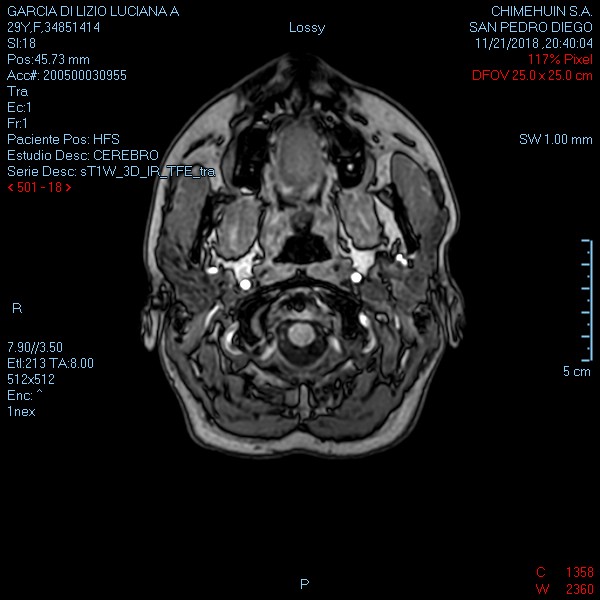 GARCIA DI LIZIO LUCIANA A
29Y,F,34851414
Sl:18
Pos:45.73 mm
Acc#: 200500030955
Tra
Ec:1
Fr:1
Paciente Pos: HFS
Estudio Desc: CEREBRO
Serie Desc: sT1W_3D_IR_TFE_tra
< 501 - 18 >
Lossy
CHIMEHUIN S.A.
SAN PEDRO DIEGO
11/21/2018 ,20:40:04
117% Pixel
DFOV 25.0 x 25.0 cm
SW 1.00 mm
R
7.90//3.50
Etl:213 TA:8.00
512x512
Enc: ^
1nex
5 cm
P
C 1358
W 2360